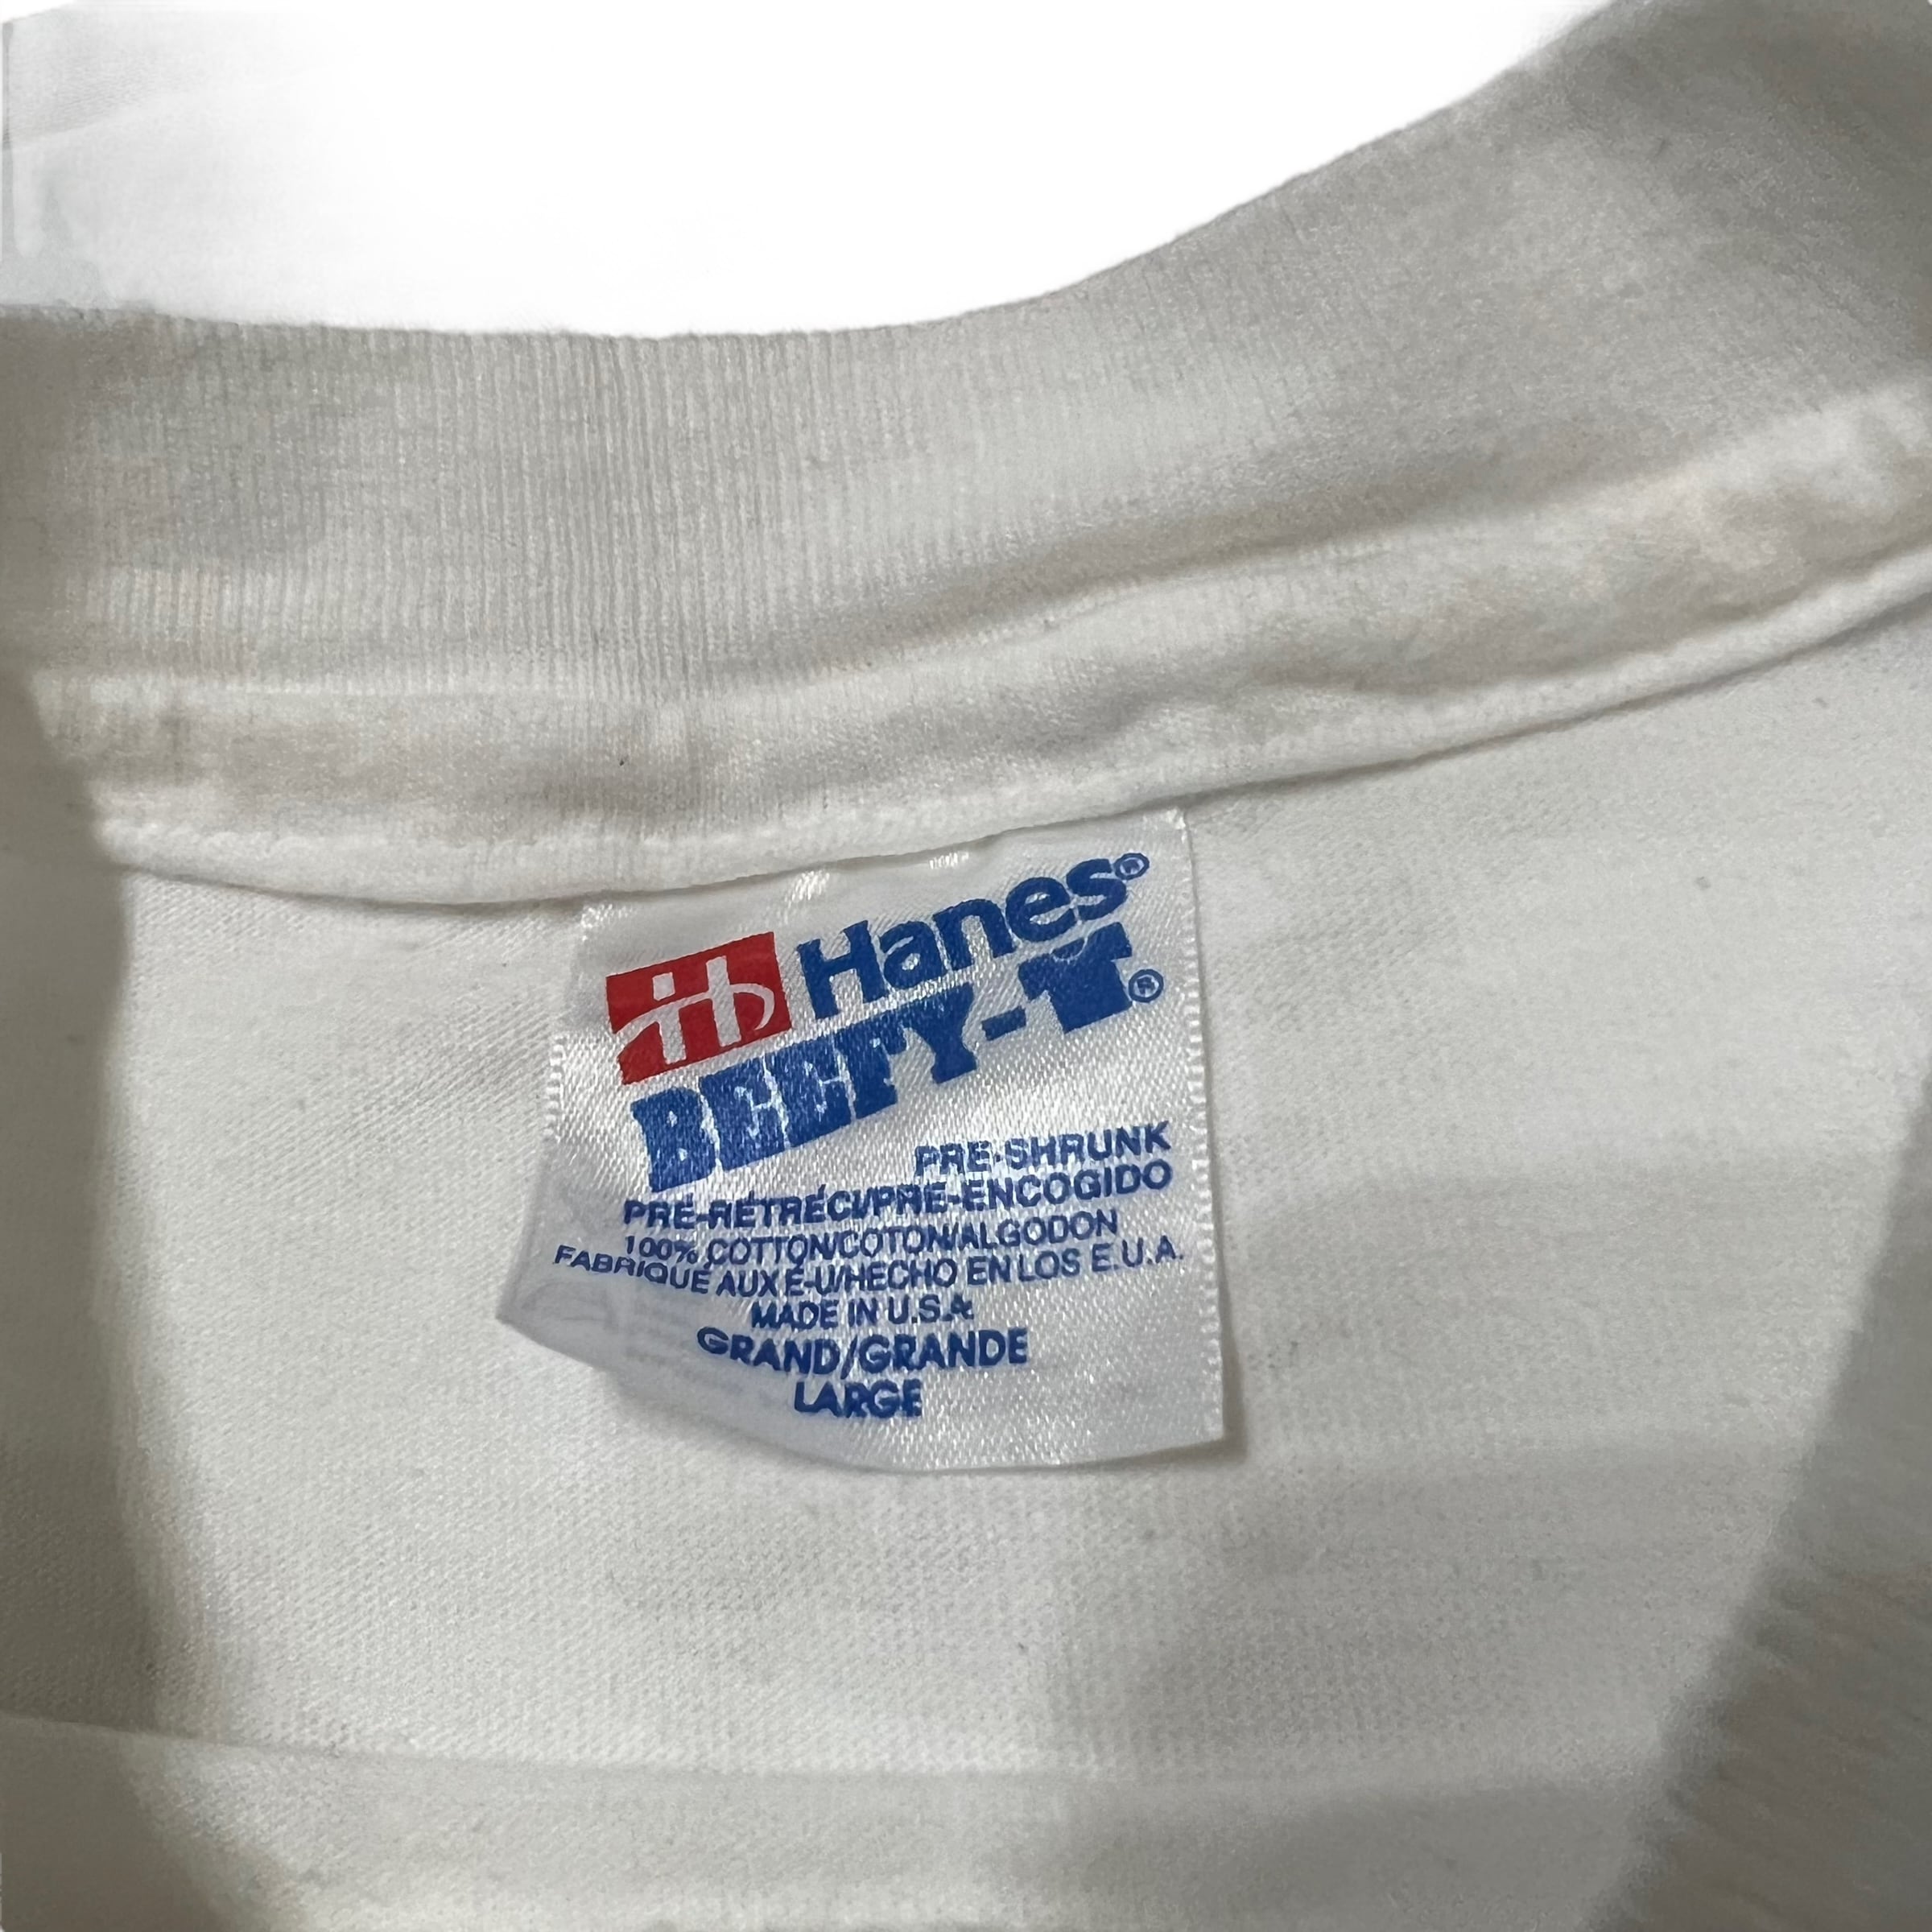 Hanes®
BEEFY-T®
PRE-SHRUNK
PRÉ-RÉTRÉCI/PRE-ENCOGIDO
100% COTTON/COTON/ALGODON
FABRIQUÉ AUX É-U/HECHO EN LOS E.U.A.
MADE IN U.S.A.
GRAND/GRANDE
LARGE